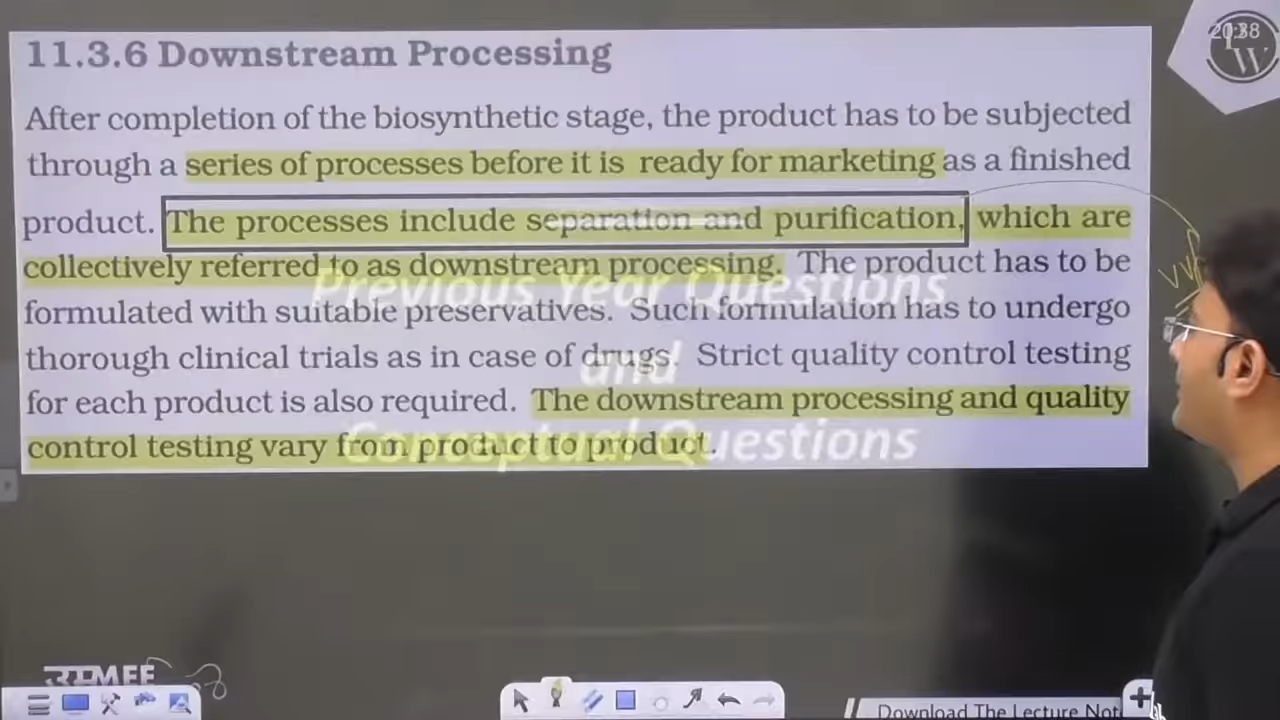 11.3.6 Downstream Processing
20:38
W
After completion of the biosynthetic stage, the product has to be subjected
through a series of processes before it is ready for marketing as a finished
product. The processes include separation and purification, which are
collectively referred to as downstream processing. The product has to be
formulated with suitable preservatives. Such formulation has to undergo
thorough clinical trials as in case of drugs. Strict quality control testing
for each product is also required. The downstream processing and quality
control testing vary from product to product.
Previous Year Questions
and
Conceptual Questions
Download The Lecture